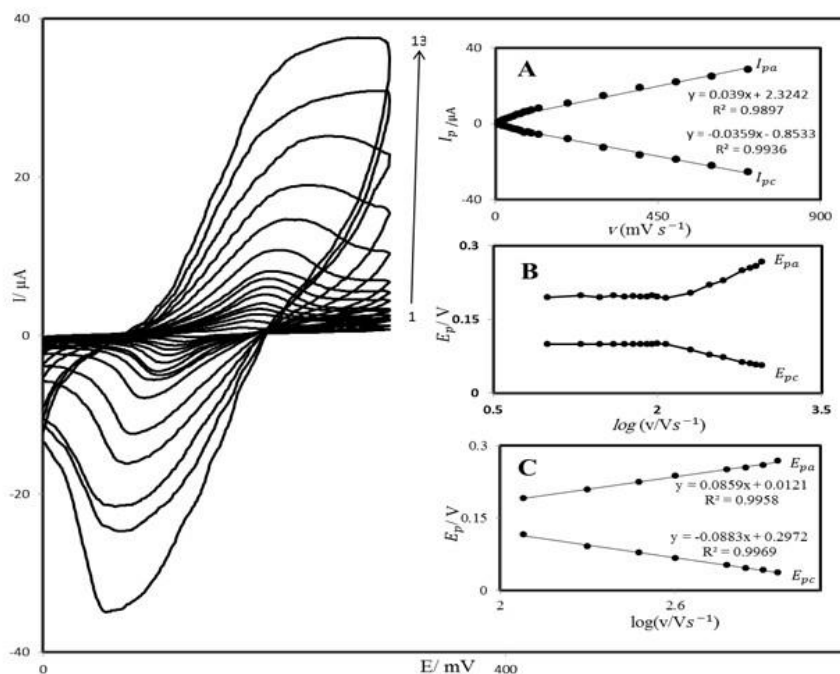 40
20
0
-20
-40
I/ μA
0
400
E/ mV
13
1
A
40
0
-40
I_p /μA
0
450
900
v (mV s⁻¹)
I_pa
y = 0.039x + 2.3242
R² = 0.9897
y = -0.0359x - 0.8533
R² = 0.9936
I_pc
B
0.3
0.15
0
E_p/ V
0.5
2
3.5
log (v/Vs⁻¹)
E_pa
E_pc
C
0.3
0.15
0
E_p/ V
2
2.6
log(v/Vs⁻¹)
E_pa
y = 0.0859x + 0.0121
R² = 0.9958
y = -0.0883x + 0.2972
R² = 0.9969
E_pc